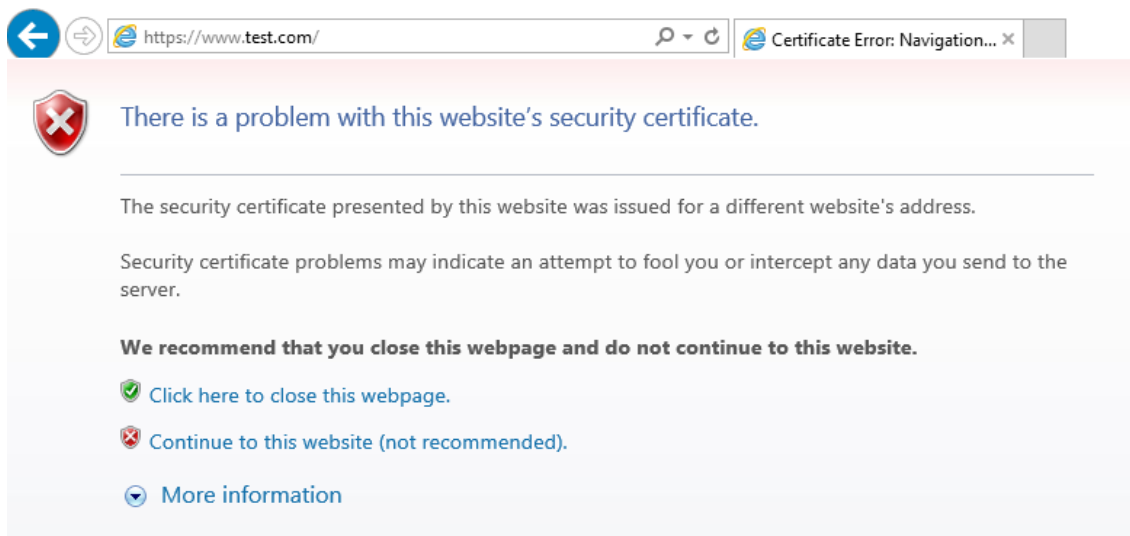 https://www.test.com/
Certificate Error: Navigation...
There is a problem with this website's security certificate.
The security certificate presented by this website was issued for a different website's address.
Security certificate problems may indicate an attempt to fool you or intercept any data you send to the
server.
We recommend that you close this webpage and do not continue to this website.
Click here to close this webpage.
Continue to this website (not recommended).
More information